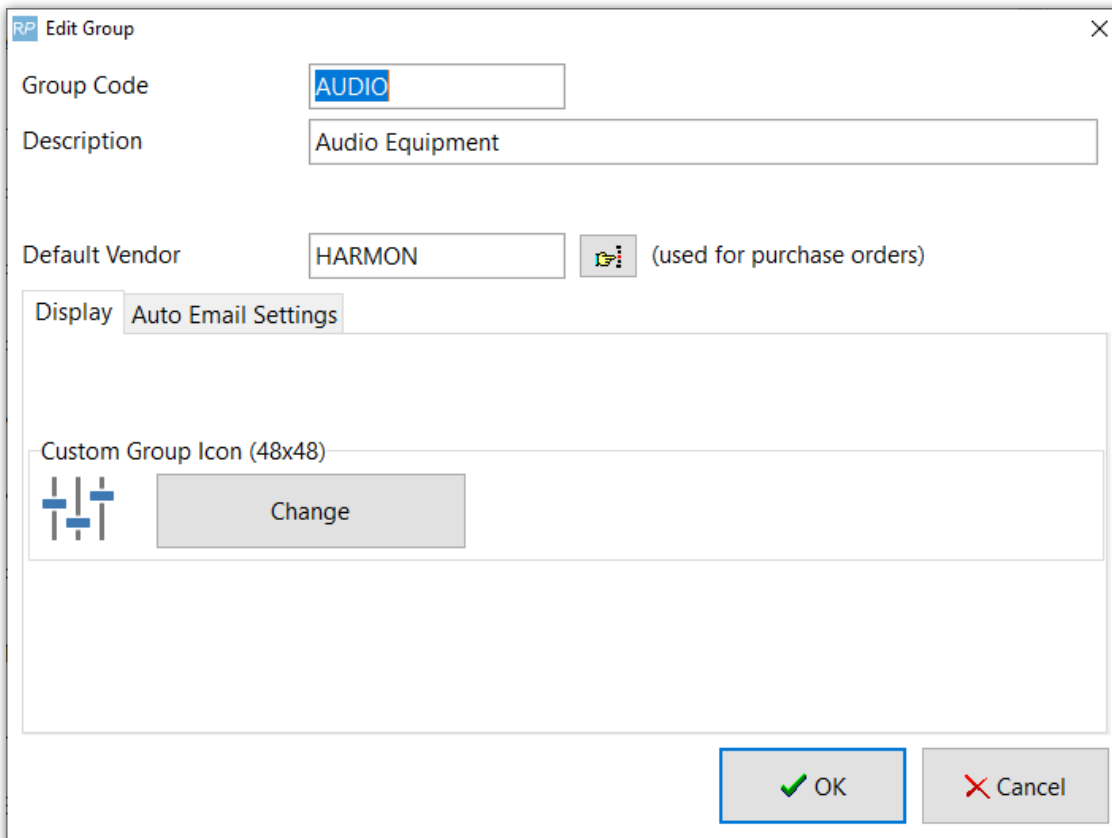 RP Edit Group
Group Code AUDIO
Description Audio Equipment
Default Vendor HARMON (used for purchase orders)
Display Auto Email Settings
Custom Group Icon (48x48)
Change
OK Cancel